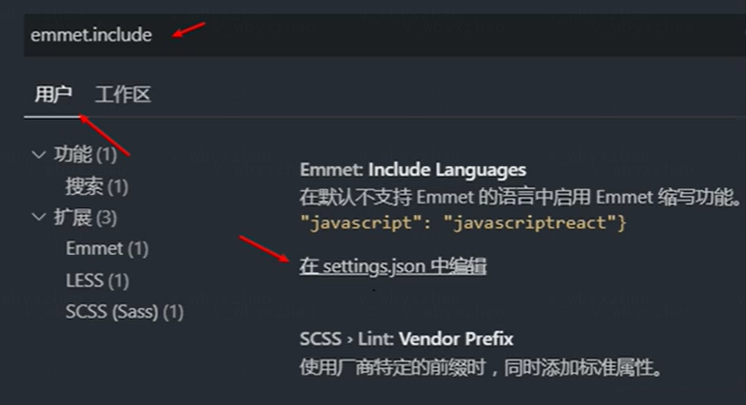 emmet.include
用户 工作区
功能 (1)
搜索 (1)
扩展 (3)
Emmet (1)
LESS (1)
SCSS (Sass) (1)
Emmet: Include Languages
在默认不支持 Emmet 的语言中启用 Emmet 缩写功能。
"javascript": "javascriptreact"}
在 settings.json 中编辑
SCSS › Lint: Vendor Prefix
使用厂商特定的前缀时，同时添加标准属性。